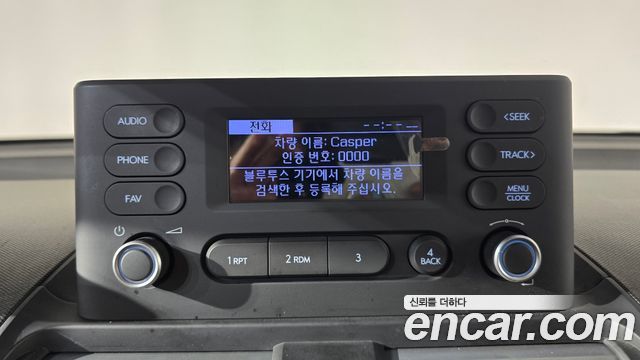 AUDIO
PHONE
FAV
전화
--:--
차량 이름: Casper
인증 번호: 0000
블루투스 기기에서 차량 이름을
검색한 후 등록해 주십시오.
<SEEK
TRACK>
MENU
CLOCK
1 RPT
2 RDM
3
4
BACK
신뢰를 더하다
encar.com